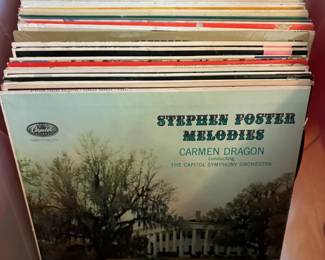 Capitol
STEPHEN FOSTER
MELODIES
CARMEN DRAGON
conducting
THE CAPITOL SYMPHONY ORCHESTRA